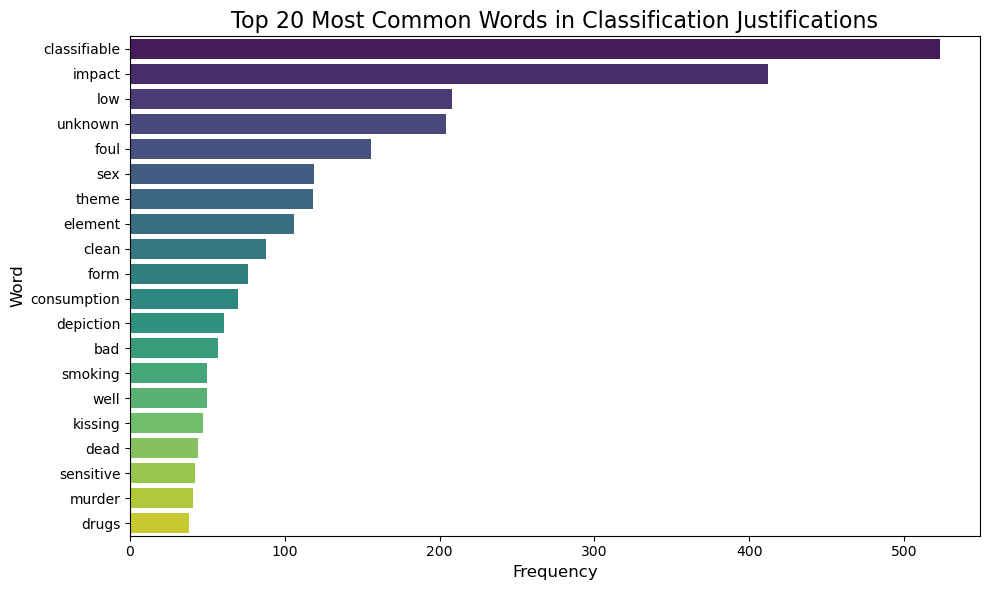 Top 20 Most Common Words in Classification Justifications
classifiable
impact
low
unknown
foul
sex
theme
element
clean
form
consumption
depiction
bad
smoking
well
kissing
dead
sensitive
murder
drugs
Word
0 100 200 300 400 500
Frequency